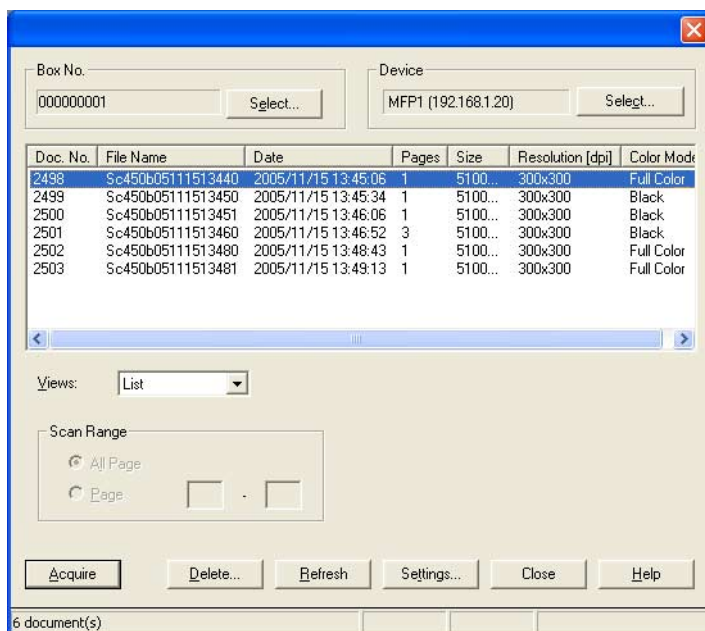 Box No. Device
000000001 Select... MFP1 (192.168.1.20) Select...
Doc. No. File Name Date Pages Size Resolution [dpi] Color Mode
2498 Sc450b05111513440 2005/11/15 13:45:06 1 5100... 300x300 Full Color
2499 Sc450b05111513450 2005/11/15 13:45:34 1 5100... 300x300 Black
2500 Sc450b05111513451 2005/11/15 13:46:06 1 5100... 300x300 Black
2501 Sc450b05111513460 2005/11/15 13:46:52 3 5100... 300x300 Black
2502 Sc450b05111513480 2005/11/15 13:48:43 1 5100... 300x300 Full Color
2503 Sc450b05111513481 2005/11/15 13:49:13 1 5100... 300x300 Full Color
Views: List
Scan Range
All Page
Page -
Acquire Delete... Refresh Settings... Close Help
6 document(s)